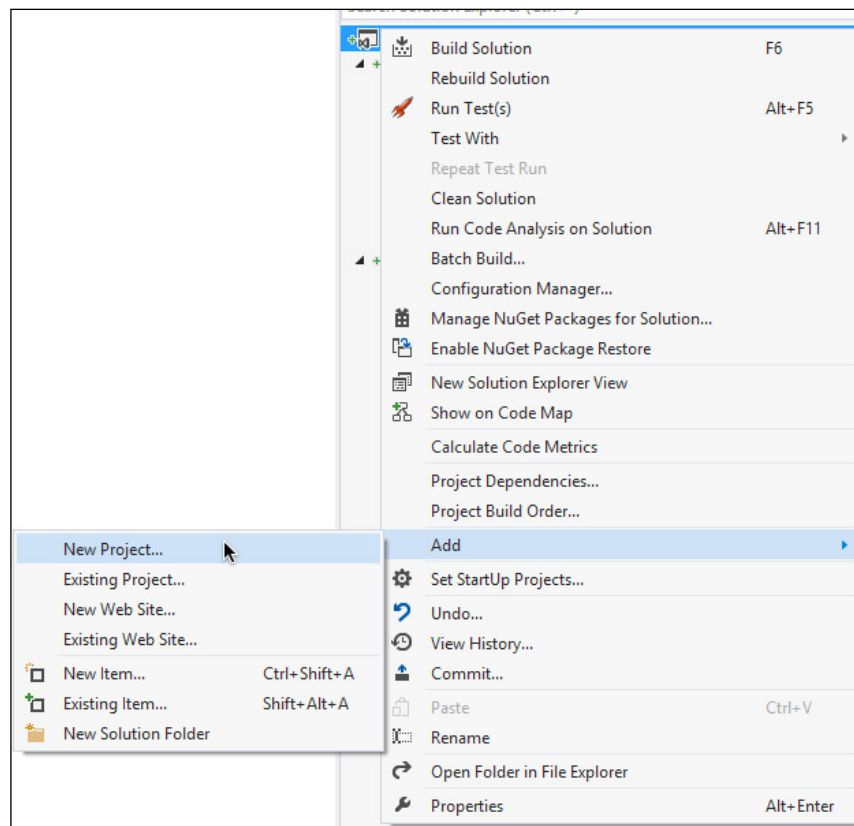 Build Solution F6
Rebuild Solution
Run Test(s) Alt+F5
Test With
Repeat Test Run
Clean Solution
Run Code Analysis on Solution Alt+F11
Batch Build...
Configuration Manager...
Manage NuGet Packages for Solution...
Enable NuGet Package Restore
New Solution Explorer View
Show on Code Map
Calculate Code Metrics
Project Dependencies...
Project Build Order...
Add
Set StartUp Projects...
Undo...
View History...
Commit...
Paste Ctrl+V
Rename
Open Folder in File Explorer
Properties Alt+Enter
New Project...
Existing Project...
New Web Site...
Existing Web Site...
New Item... Ctrl+Shift+A
Existing Item... Shift+Alt+A
New Solution Folder